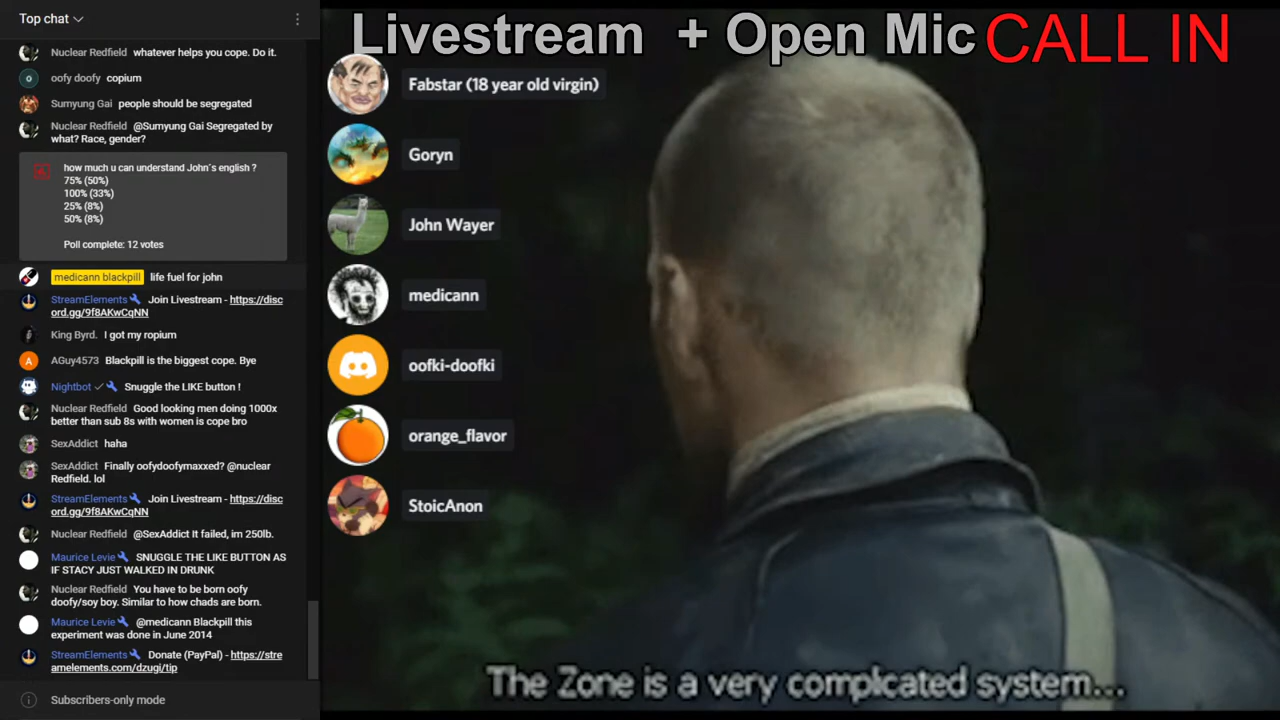 Top chat
Nuclear Redfield whatever helps you cope. Do it.
oofy doofy copium
Sumyung Gai people should be segregated
Nuclear Redfield @Sumyung Gai Segregated by
what? Race, gender?
how much u can understand John's english ?
75% (50%)
100% (33%)
25% (8%)
50% (8%)
Poll complete: 12 votes
medicann blackpill life fuel for john
StreamElements Join Livestream - https://disc
ord.gg/9f8AKwCqNN
King Byrd. I got my ropium
A AGuy4573 Blackpill is the biggest cope. Bye
Nightbot Snuggle the LIKE button !
Nuclear Redfield Good looking men doing 1000x
better than sub 8s with women is cope bro
SexAddict haha
SexAddict Finally oofydoofymaxxed? @nuclear
Redfield. lol
StreamElements Join Livestream - https://disc
ord.gg/9f8AKwCqNN
Nuclear Redfield @SexAddict It failed, im 250lb.
Maurice Levie SNUGGLE THE LIKE BUTTON AS
IF STACY JUST WALKED IN DRUNK
Nuclear Redfield You have to be born oofy
doofy/soy boy. Similar to how chads are born.
Maurice Levie @medicann Blackpill this
experiment was done in June 2014
StreamElements Donate (PayPal) - https://stre
amelements.com/dzugi/tip
Subscribers-only mode
Livestream + Open Mic CALL IN
Fabstar (18 year old virgin)
Goryn
John Wayer
medicann
oofki-doofki
orange_flavor
StoicAnon
The Zone is a very complcated system...